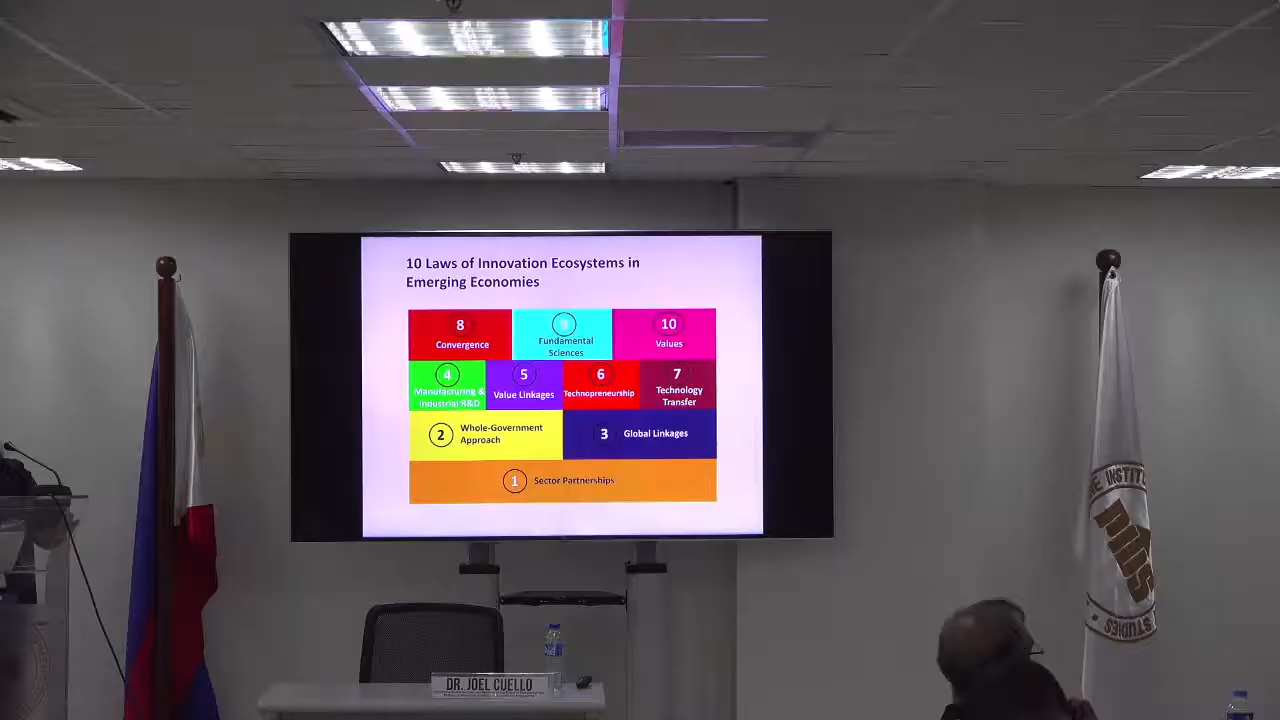 10 Laws of Innovation Ecosystems in
Emerging Economies
8
Convergence
9
Fundamental
Sciences
10
Values
4
Manufacturing &
Industrial R&D
5
Value Linkages
6
Technopreneurship
7
Technology
Transfer
2
Whole-Government
Approach
3
Global Linkages
1
Sector Partnerships
DR. JOEL CUELLO
STUDIES